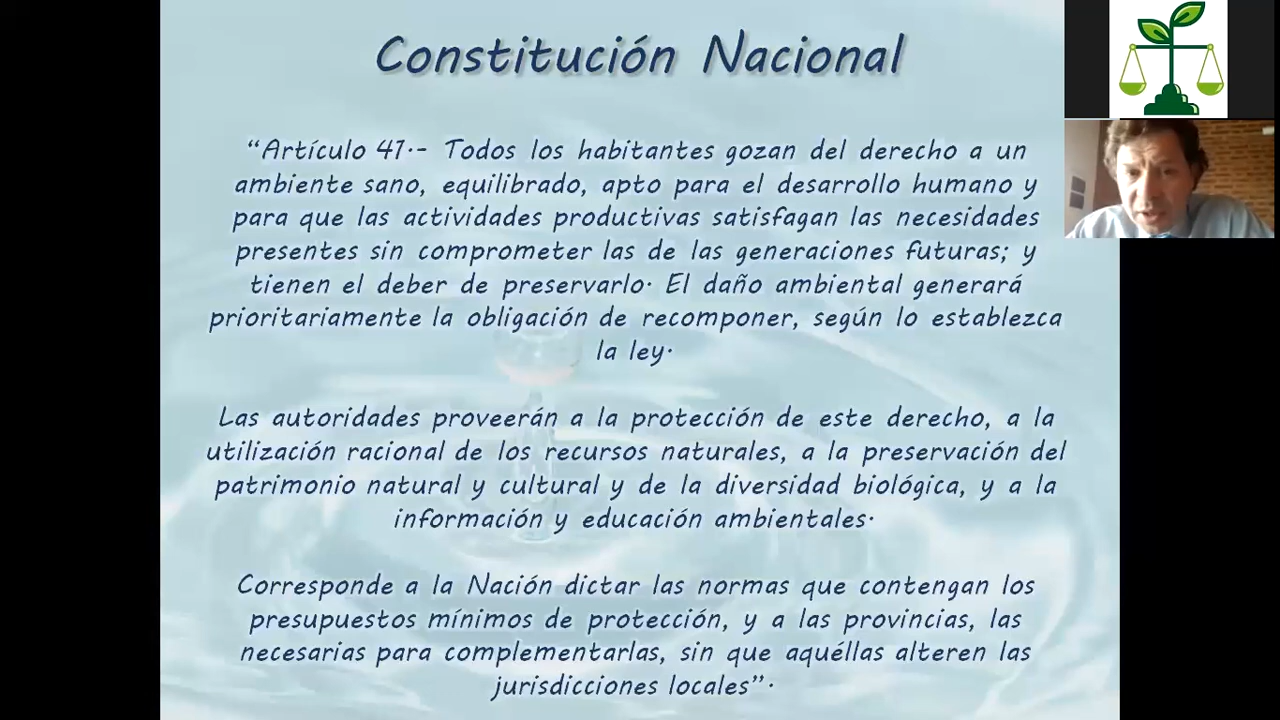 Constitución Nacional
“Artículo 41.- Todos los habitantes gozan del derecho a un
ambiente sano, equilibrado, apto para el desarrollo humano y
para que las actividades productivas satisfagan las necesidades
presentes sin comprometer las de las generaciones futuras; y
tienen el deber de preservarlo. El daño ambiental generará
prioritariamente la obligación de recomponer, según lo establezca
la ley.
Las autoridades proveerán a la protección de este derecho, a la
utilización racional de los recursos naturales, a la preservación del
patrimonio natural y cultural y de la diversidad biológica, y a la
información y educación ambientales.
Corresponde a la Nación dictar las normas que contengan los
presupuestos mínimos de protección, y a las provincias, las
necesarias para complementarlas, sin que aquéllas alteren las
jurisdicciones locales”.